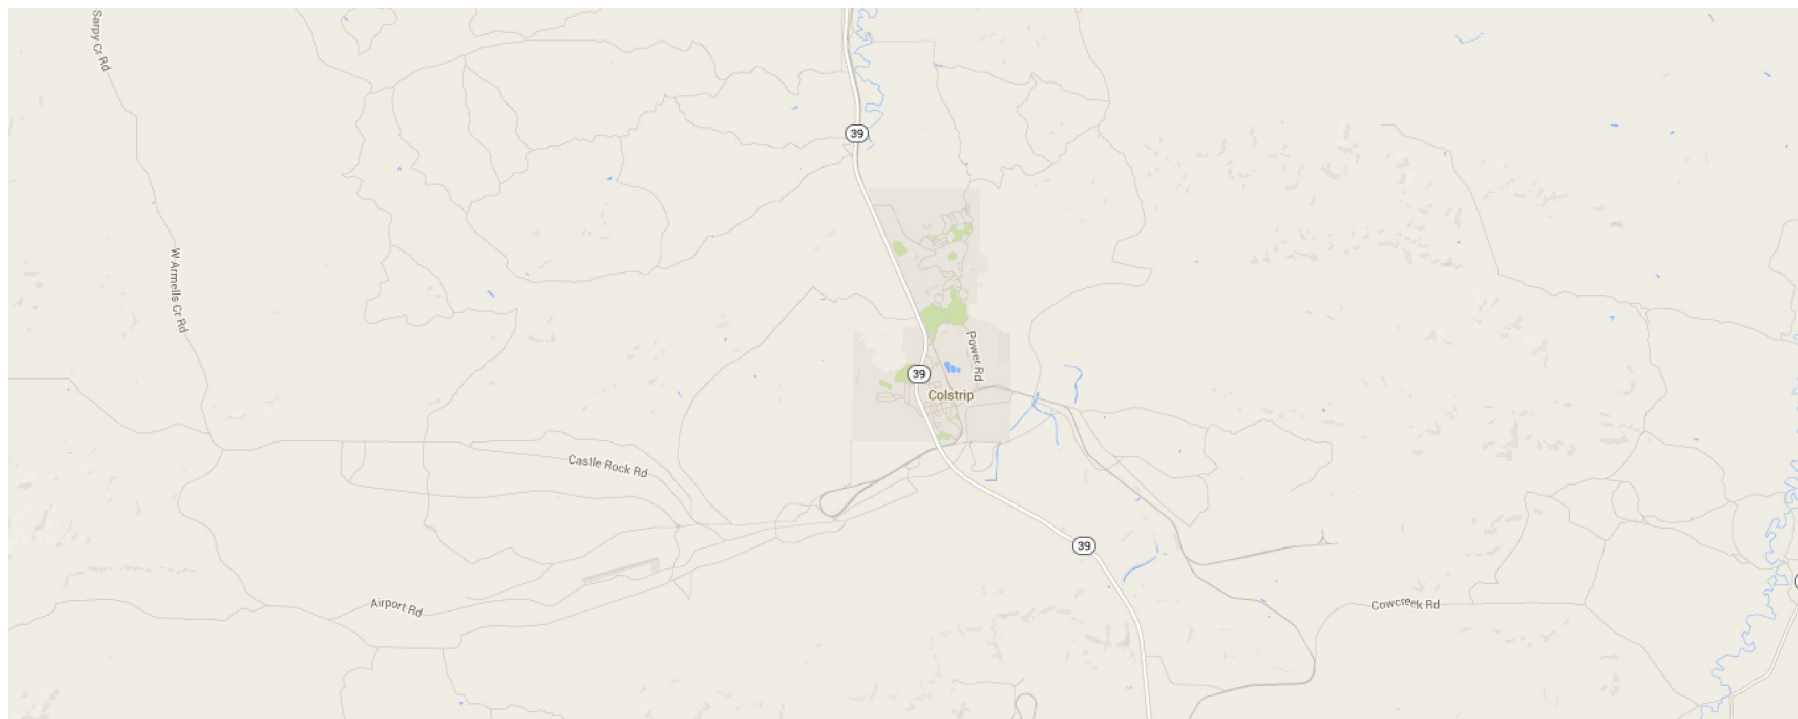 Sarpy Cr Rd
39
W Armells Cr Rd
Power Rd
39
Colstrip
Castle Rock Rd
39
Airport Rd
Cowcreek Rd